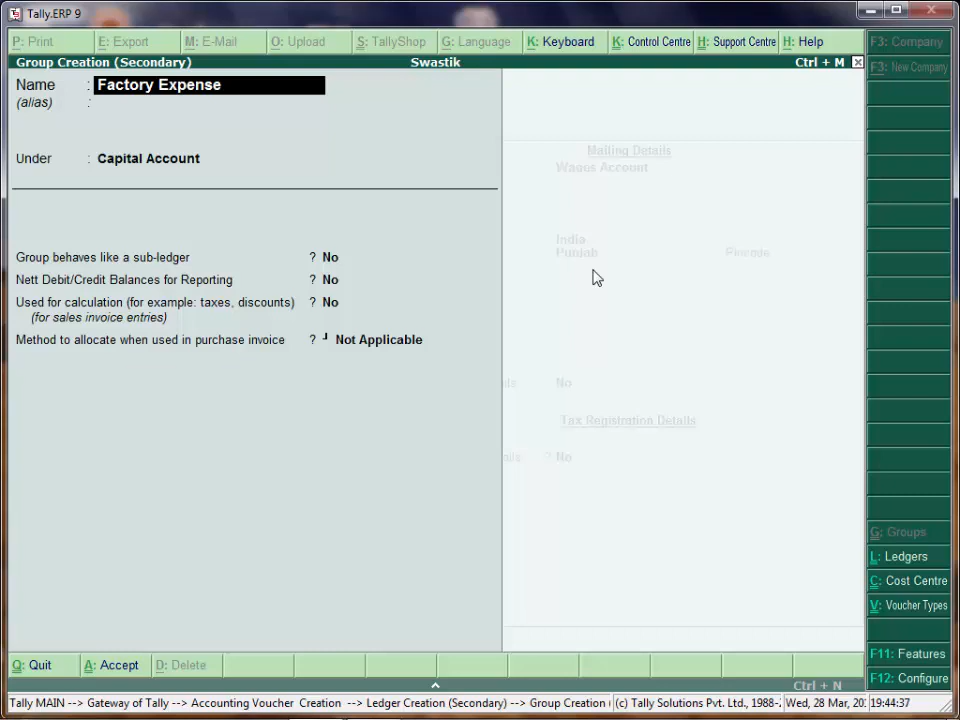 Tally.ERP 9
P: Print E: Export M: E-Mail O: Upload S: TallyShop G: Language K: Keyboard K: Control Centre H: Support Centre H: Help F3: Company
Group Creation (Secondary) Swastik Ctrl + M F3: New Company
Name : Factory Expense
(alias) :
Mailing Details
Under : Capital Account
Wages Account
India
Punjab Pincode
Group behaves like a sub-ledger ? No
Nett Debit/Credit Balances for Reporting ? No
Used for calculation (for example: taxes, discounts) ? No
(for sales invoice entries)
Method to allocate when used in purchase invoice ? Not Applicable
No
Tax Registration Details
? No
G: Groups
L: Ledgers
C: Cost Centre
V: Voucher Types
F11: Features
Q: Quit A: Accept D: Delete
F12: Configure
Ctrl + N
Tally MAIN --> Gateway of Tally --> Accounting Voucher Creation --> Ledger Creation (Secondary) --> Group Creation ( (c) Tally Solutions Pvt. Ltd., 1988-2 Wed, 28 Mar, 201 19:44:37